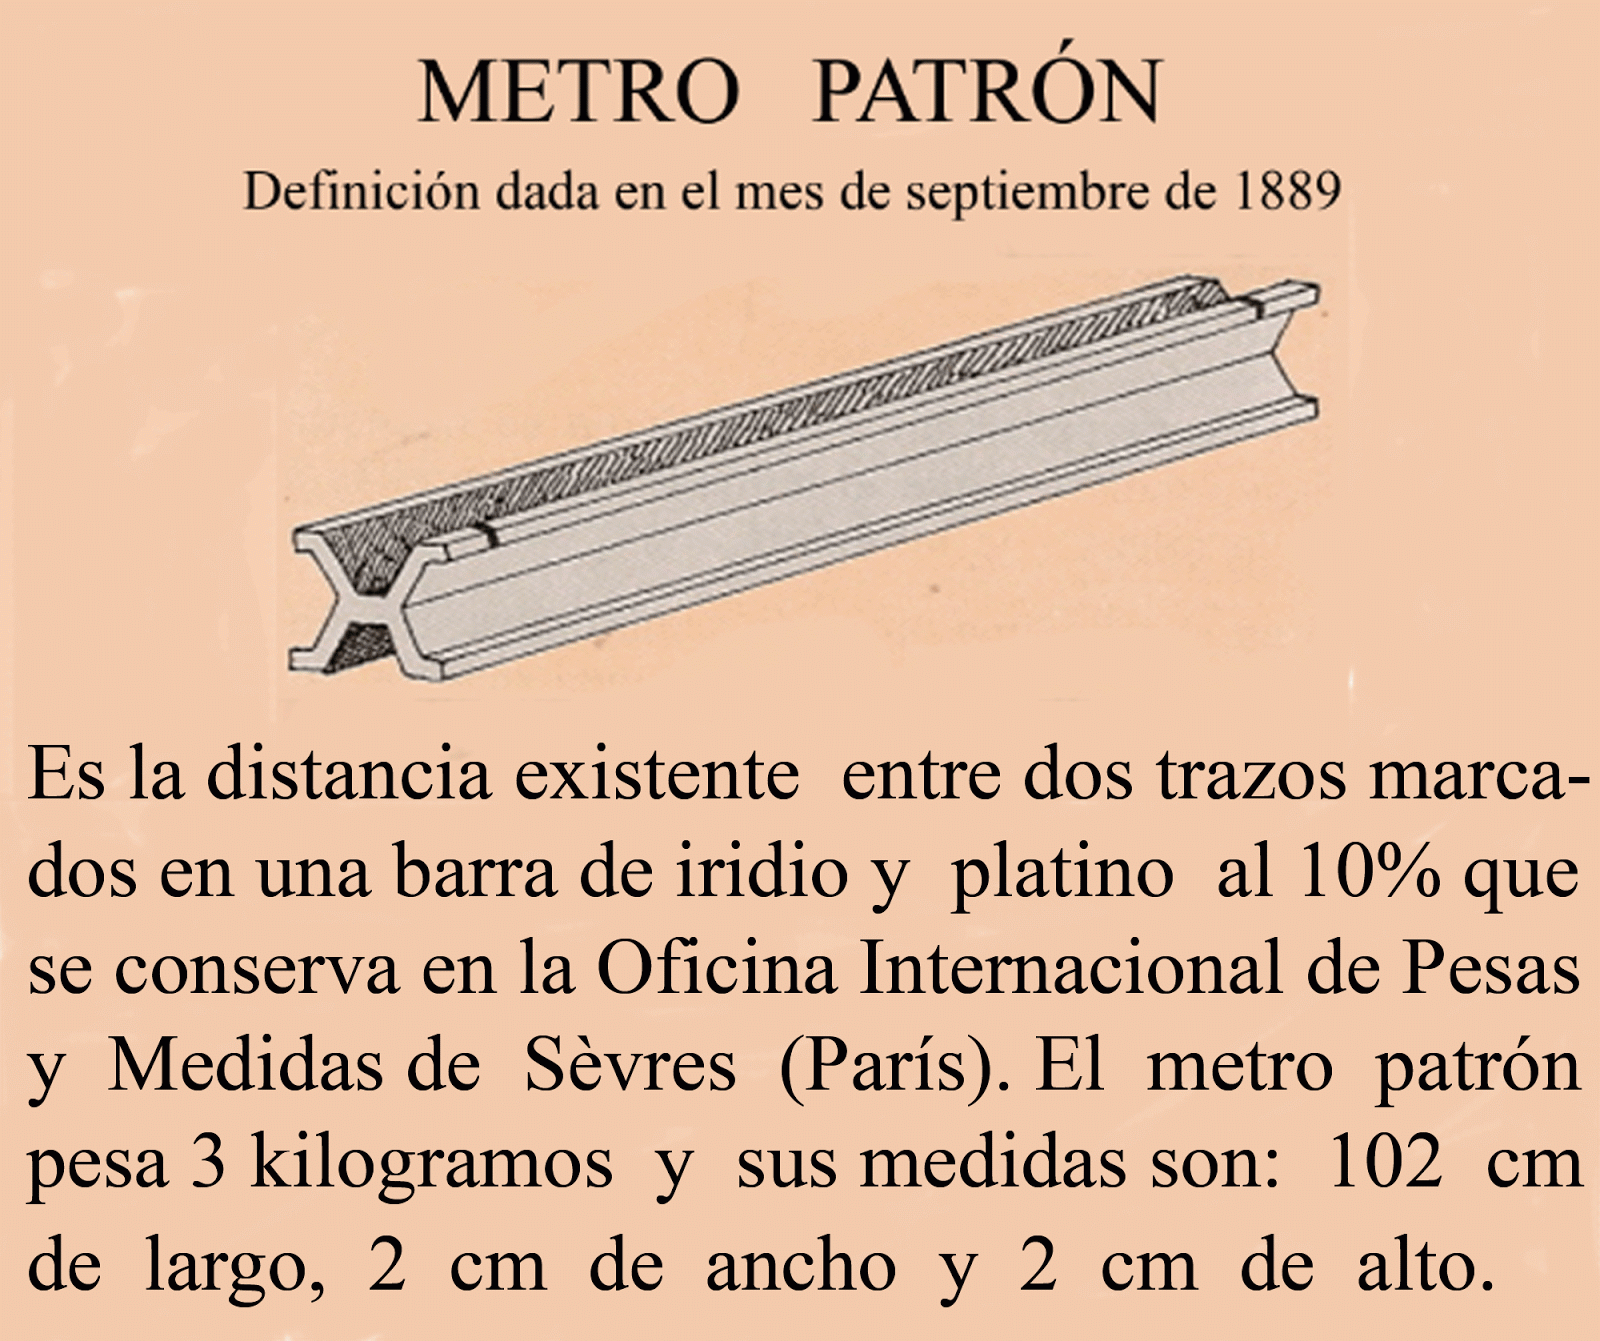 METRO PATRÓN
Definición dada en el mes de septiembre de 1889
Es la distancia existente entre dos trazos marca-
dos en una barra de iridio y platino al 10% que
se conserva en la Oficina Internacional de Pesas
y Medidas de Sèvres (París). El metro patrón
pesa 3 kilogramos y sus medidas son: 102 cm
de largo, 2 cm de ancho y 2 cm de alto.